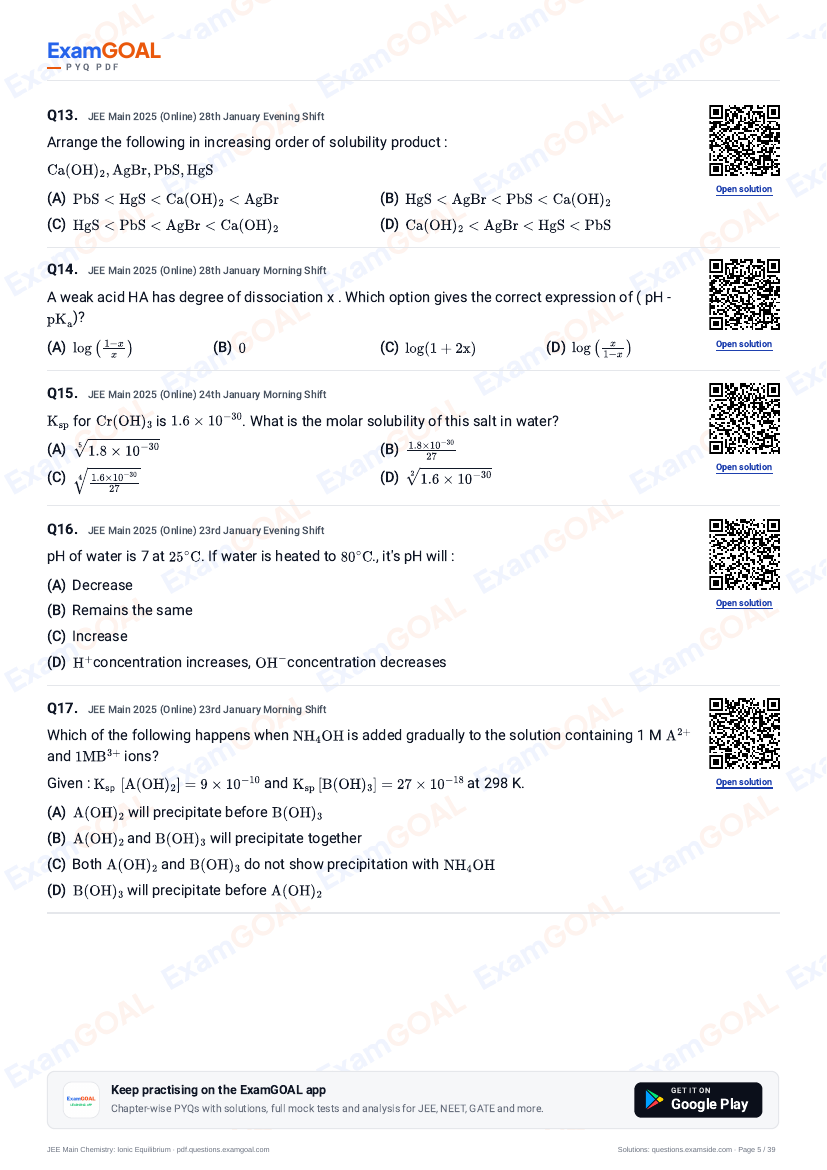 ExamGOAL
PYQ PDF
Q13. JEE Main 2025 (Online) 28th January Evening Shift
Arrange the following in increasing order of solubility product :
Ca(OH)₂, AgBr, PbS, HgS
(A) PbS < HgS < Ca(OH)₂ < AgBr
(B) HgS < AgBr < PbS < Ca(OH)₂
(C) HgS < PbS < AgBr < Ca(OH)₂
(D) Ca(OH)₂ < AgBr < HgS < PbS
Open solution
Q14. JEE Main 2025 (Online) 28th January Morning Shift
A weak acid HA has degree of dissociation x . Which option gives the correct expression of ( pH -
pKₐ)?
(A) log ((1−x)/x)
(B) 0
(C) log(1 + 2x)
(D) log (x/(1−x))
Open solution
Q15. JEE Main 2025 (Online) 24th January Morning Shift
Kₛₚ for Cr(OH)₃ is 1.6 × 10⁻³⁰. What is the molar solubility of this salt in water?
(A) ⁵√(1.8 × 10⁻³⁰)
(B) (1.8×10⁻³⁰)/27
(C) ⁴√((1.6×10⁻³⁰)/27)
(D) ²√(1.6 × 10⁻³⁰)
Open solution
Q16. JEE Main 2025 (Online) 23rd January Evening Shift
pH of water is 7 at 25°C. If water is heated to 80°C., it's pH will :
(A) Decrease
(B) Remains the same
(C) Increase
(D) H⁺concentration increases, OH⁻concentration decreases
Open solution
Q17. JEE Main 2025 (Online) 23rd January Morning Shift
Which of the following happens when NH₄OH is added gradually to the solution containing 1 M A²⁺
and 1MB³⁺ ions?
Given : Kₛₚ [A(OH)₂] = 9 × 10⁻¹⁰ and Kₛₚ [B(OH)₃] = 27 × 10⁻¹⁸ at 298 K.
(A) A(OH)₂ will precipitate before B(OH)₃
(B) A(OH)₂ and B(OH)₃ will precipitate together
(C) Both A(OH)₂ and B(OH)₃ do not show precipitation with NH₄OH
(D) B(OH)₃ will precipitate before A(OH)₂
Open solution
ExamGOAL
Keep practising on the ExamGOAL app
Chapter-wise PYQs with solutions, full mock tests and analysis for JEE, NEET, GATE and more.
GET IT ON
Google Play
JEE Main Chemistry: Ionic Equilibrium · pdf.questions.examgoal.com
Solutions: questions.examside.com · Page 5 / 39